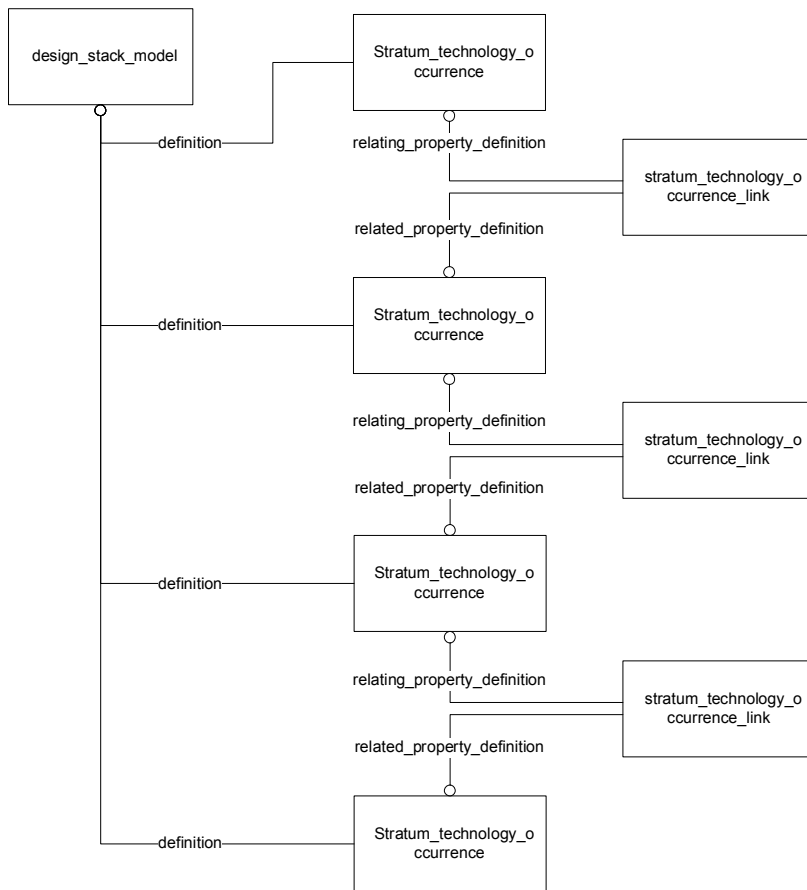 design_stack_model
Stratum_technology_o
ccurrence
definition
relating_property_definition
stratum_technology_o
ccurrence_link
related_property_definition
Stratum_technology_o
ccurrence
definition
relating_property_definition
stratum_technology_o
ccurrence_link
related_property_definition
Stratum_technology_o
ccurrence
definition
relating_property_definition
stratum_technology_o
ccurrence_link
related_property_definition
Stratum_technology_o
ccurrence
definition